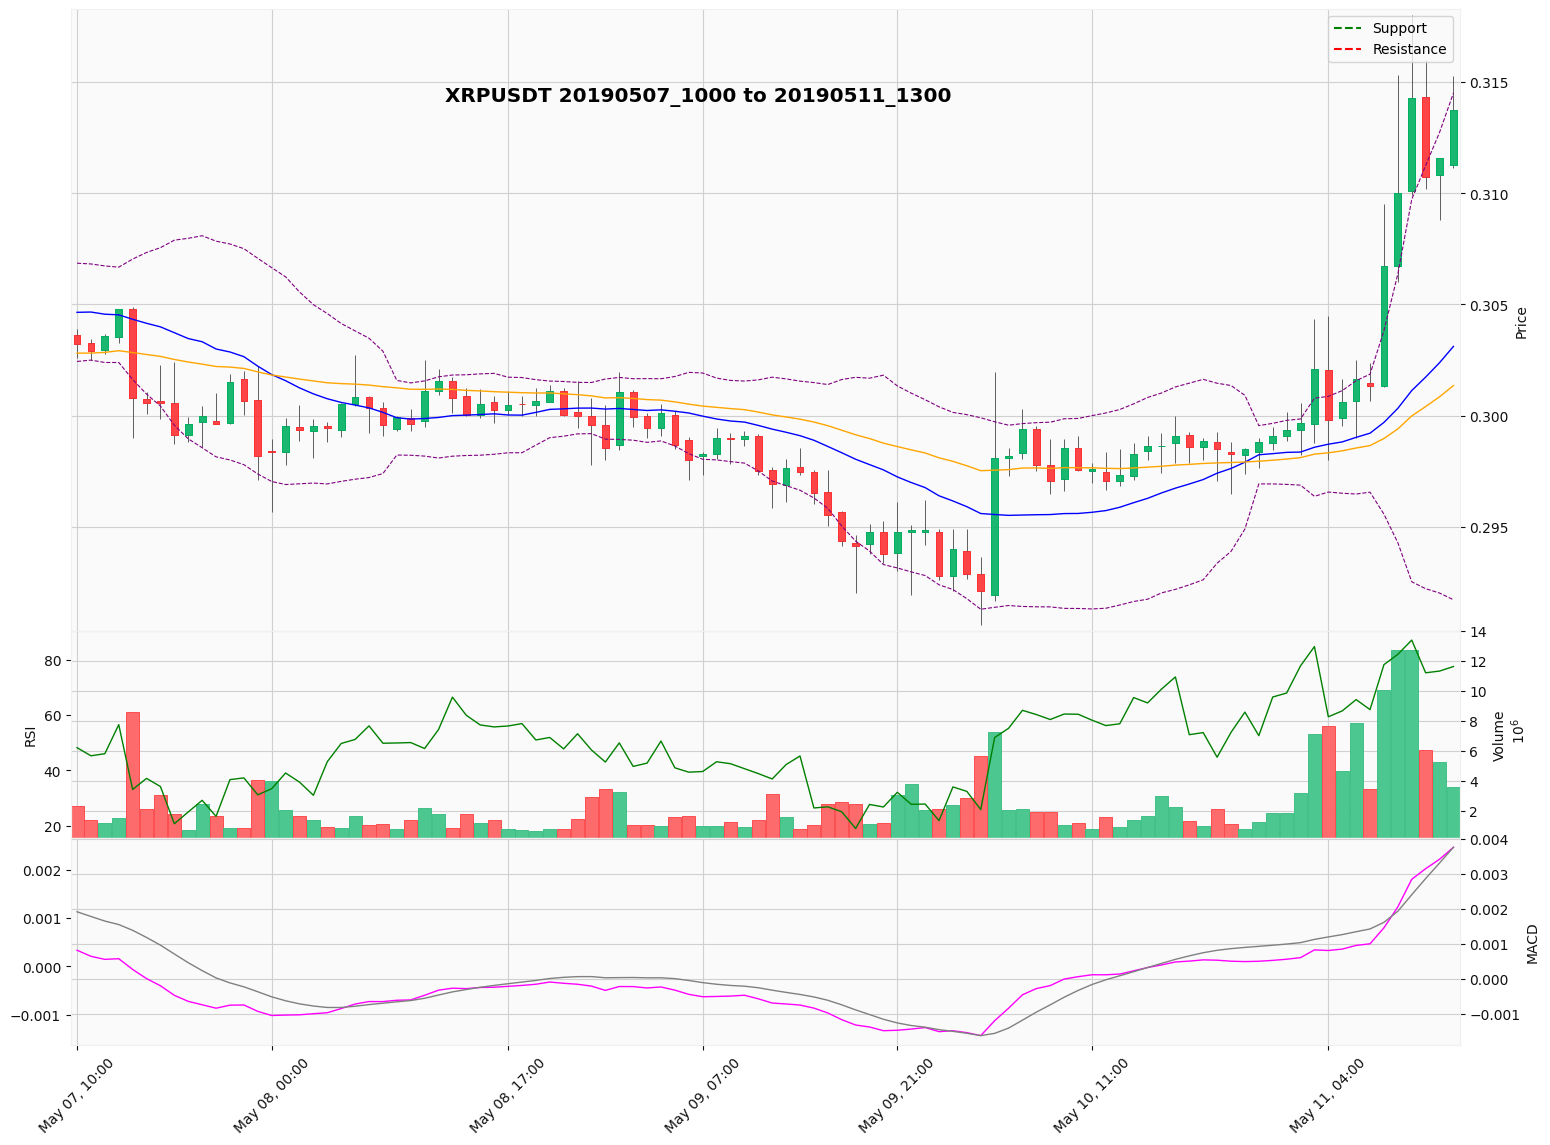 XRPUSDT 20190507_1000 to 20190511_1300
Support
Resistance
0.315
0.310
0.305
0.300
0.295
Price
80
60
40
20
RSI
14
12
10
8
6
4
2
Volume
10^6
0.002
0.001
0.000
−0.001
0.004
0.003
0.002
0.001
0.000
−0.001
MACD
May 07, 10:00
May 08, 00:00
May 08, 17:00
May 09, 07:00
May 09, 21:00
May 10, 11:00
May 11, 04:00